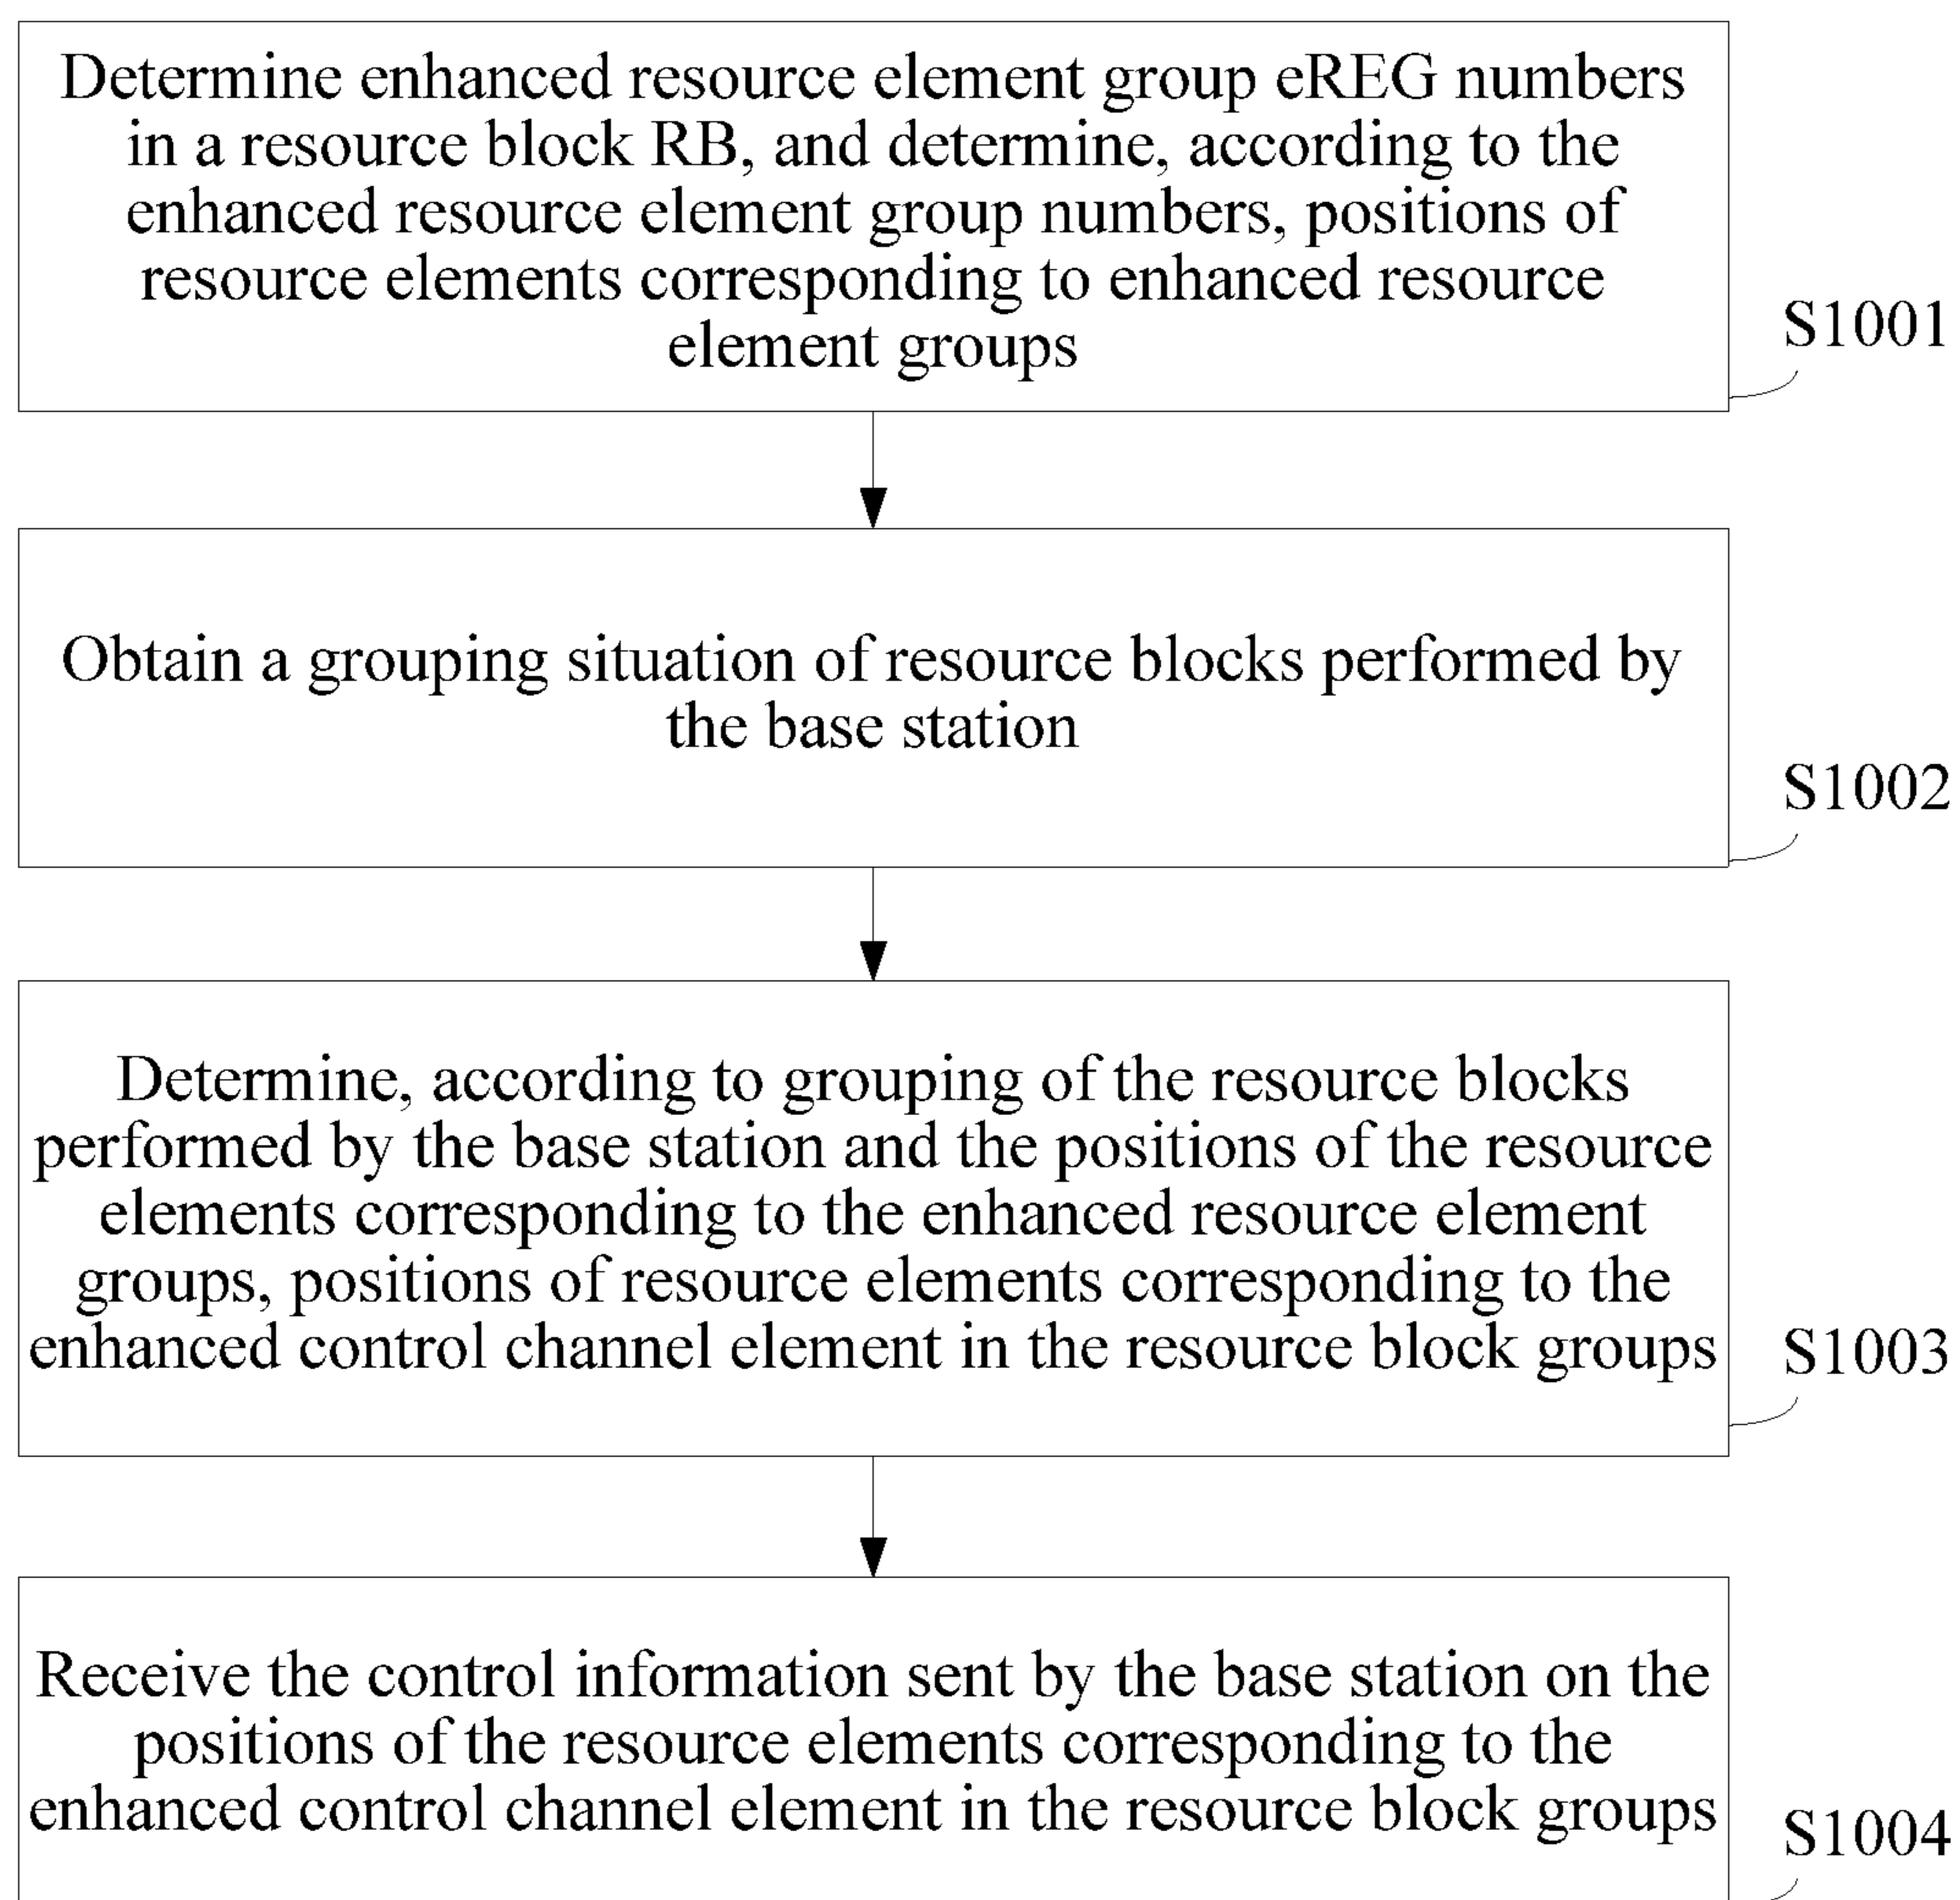 Determine enhanced resource element group eREG numbers
in a resource block RB, and determine, according to the
enhanced resource element group numbers, positions of
resource elements corresponding to enhanced resource
element groups
S1001
Obtain a grouping situation of resource blocks performed by
the base station
S1002
Determine, according to grouping of the resource blocks
performed by the base station and the positions of the resource
elements corresponding to the enhanced resource element
groups, positions of resource elements corresponding to the
enhanced control channel element in the resource block groups
S1003
Receive the control information sent by the base station on the
positions of the resource elements corresponding to the
enhanced control channel element in the resource block groups
S1004